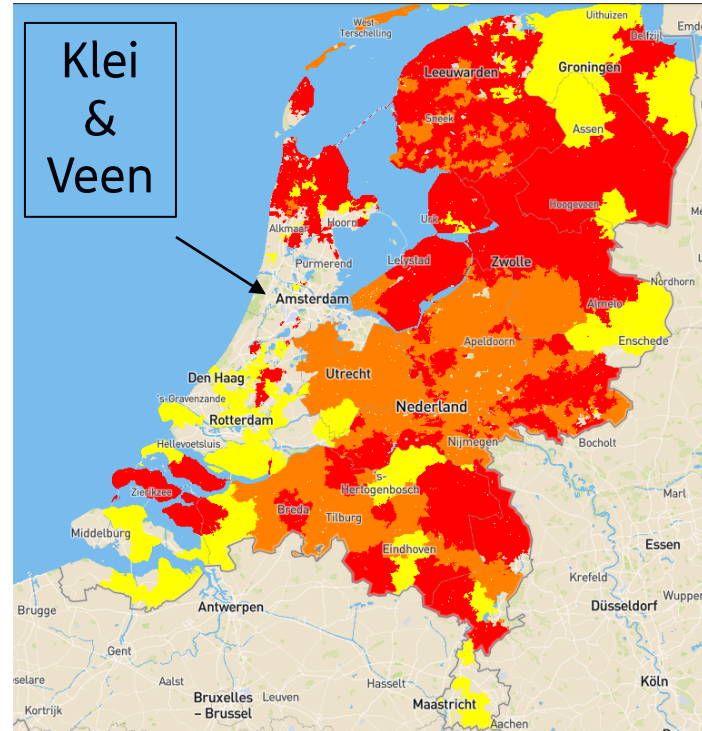 Klei
&
Veen
West-
Terschelling
Uithuizen
Delfzijl
Leeuwarden
Groningen
Sneek
Assen
Hoogeveen
Alkmaar
Hoorn
Urk
Purmerend
Lelystad
Zwolle
Nordhorn
Amsterdam
Almelo
Apeldoorn
Enschede
Den Haag
Utrecht
's-Gravenzande
Nederland
Rotterdam
Hellevoetsluis
Nijmegen
Bocholt
s-
Hertogenbosch
Zierikzee
Marl
Breda
Tilburg
Middelburg
Eindhoven
Essen
Krefeld
Antwerpen
Düsseldorf
Brugge
Gent
Aalst
Hasselt
Köln
Bruxelles
– Brussel
Leuven
Kortrijk
Maastricht
Aachen